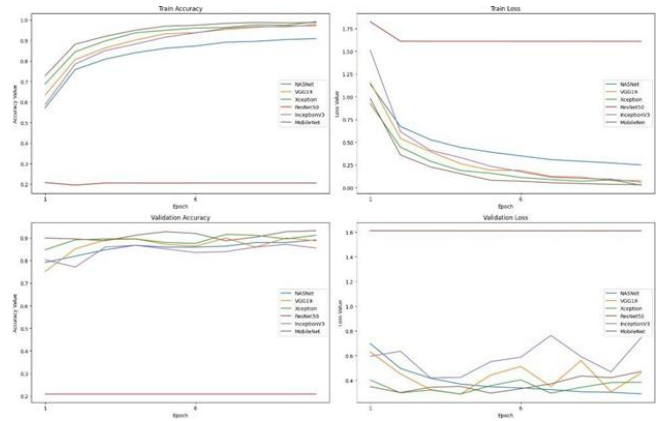 Train Accuracy
1.0
0.9
0.8
0.7
0.6
0.5
0.4
0.3
0.2
Accuracy Value
NASNet
VGG19
Xception
ResNet50
InceptionV3
MobileNet
1
6
Epoch
Train Loss
1.75
1.50
1.25
1.00
0.75
0.50
0.25
0.00
Loss Value
NASNet
VGG19
Xception
ResNet50
InceptionV3
MobileNet
1
6
Epoch
Validation Accuracy
0.9
0.8
0.7
0.6
0.5
0.4
0.3
0.2
Accuracy Value
NASNet
VGG19
Xception
ResNet50
InceptionV3
MobileNet
1
6
Epoch
Validation Loss
1.6
1.4
1.2
1.0
0.8
0.6
0.4
Loss Value
NASNet
VGG19
Xception
ResNet50
InceptionV3
MobileNet
1
6
Epoch